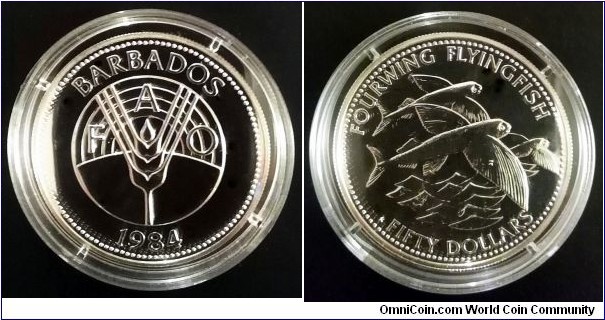 BARBADOS
F A O
1984
FOURWING FLYINGFISH
FIFTY DOLLARS
OmniCoin.com World Coin Community